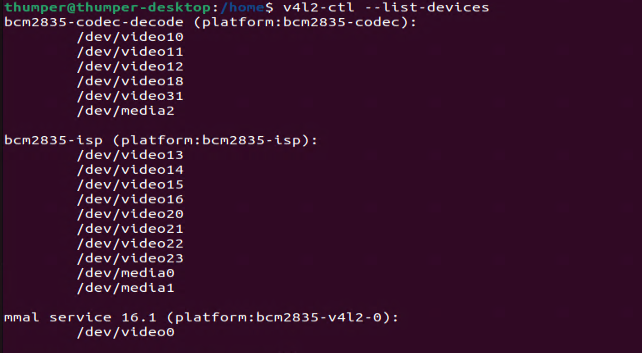 thumper@thumper-desktop:/home$ v4l2-ctl --list-devices
bcm2835-codec-decode (platform:bcm2835-codec):
/dev/video10
/dev/video11
/dev/video12
/dev/video18
/dev/video31
/dev/media2
bcm2835-isp (platform:bcm2835-isp):
/dev/video13
/dev/video14
/dev/video15
/dev/video16
/dev/video20
/dev/video21
/dev/video22
/dev/video23
/dev/media0
/dev/media1
mmal service 16.1 (platform:bcm2835-v4l2-0):
/dev/video0